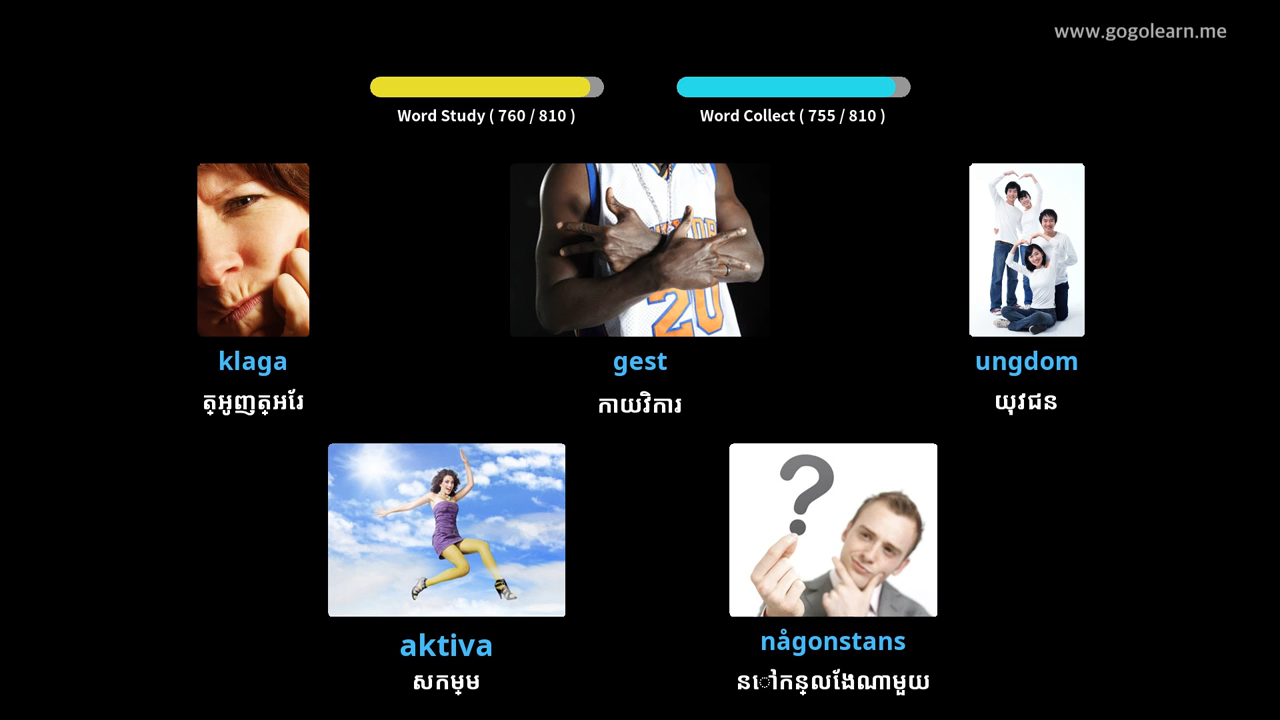 www.gogolearn.me
Word Study ( 760 / 810 )
Word Collect ( 755 / 810 )
20
klaga
gest
ungdom
ត្អូញត្អរែ
កាយវិការ
យុវជន
aktiva
någonstans
សកម្ម
នៅកន្លងែណាមួយ